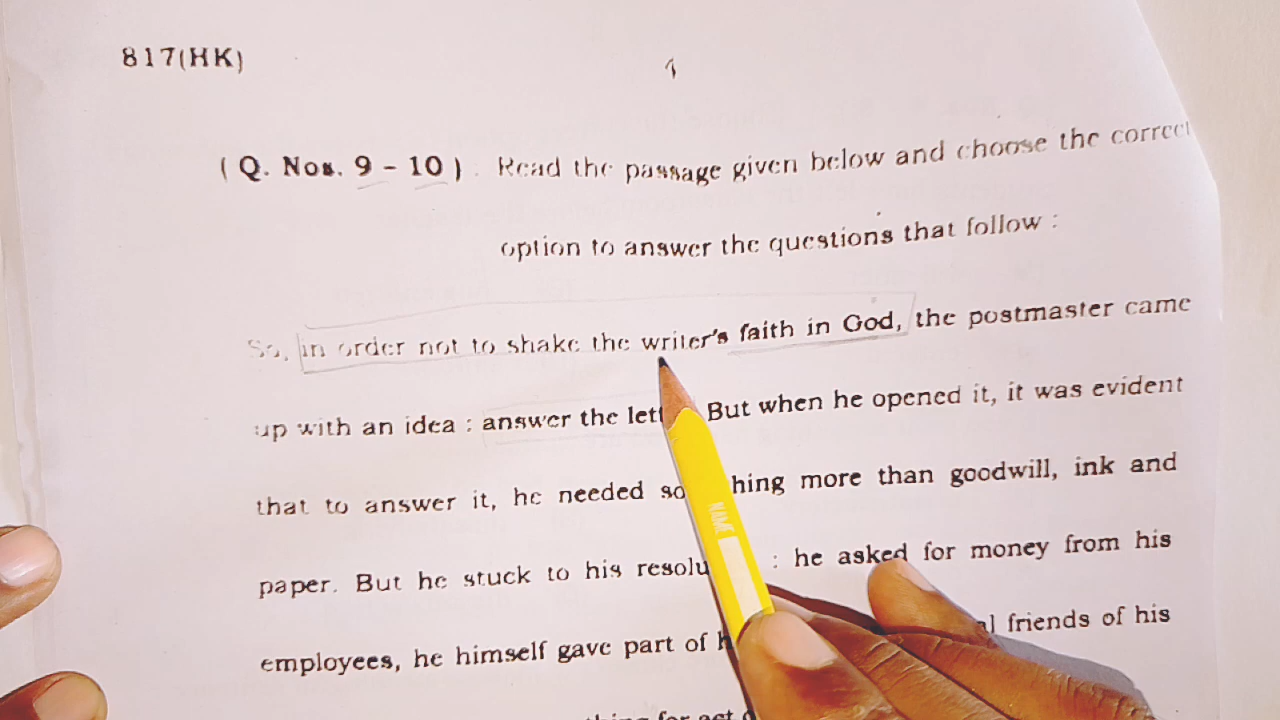 817(HK)
( Q. Nos. 9 - 10 ) : Read the passage given below and choose the correct
option to answer the questions that follow :
So, in order not to shake the writer's faith in God, the postmaster came
up with an idea : answer the But when he opened it, it was evident
that to answer it, he needed more than goodwill, ink and
paper. But he stuck to his : he asked for money from his
employees, he himself gave part of friends of his
for act
NAME